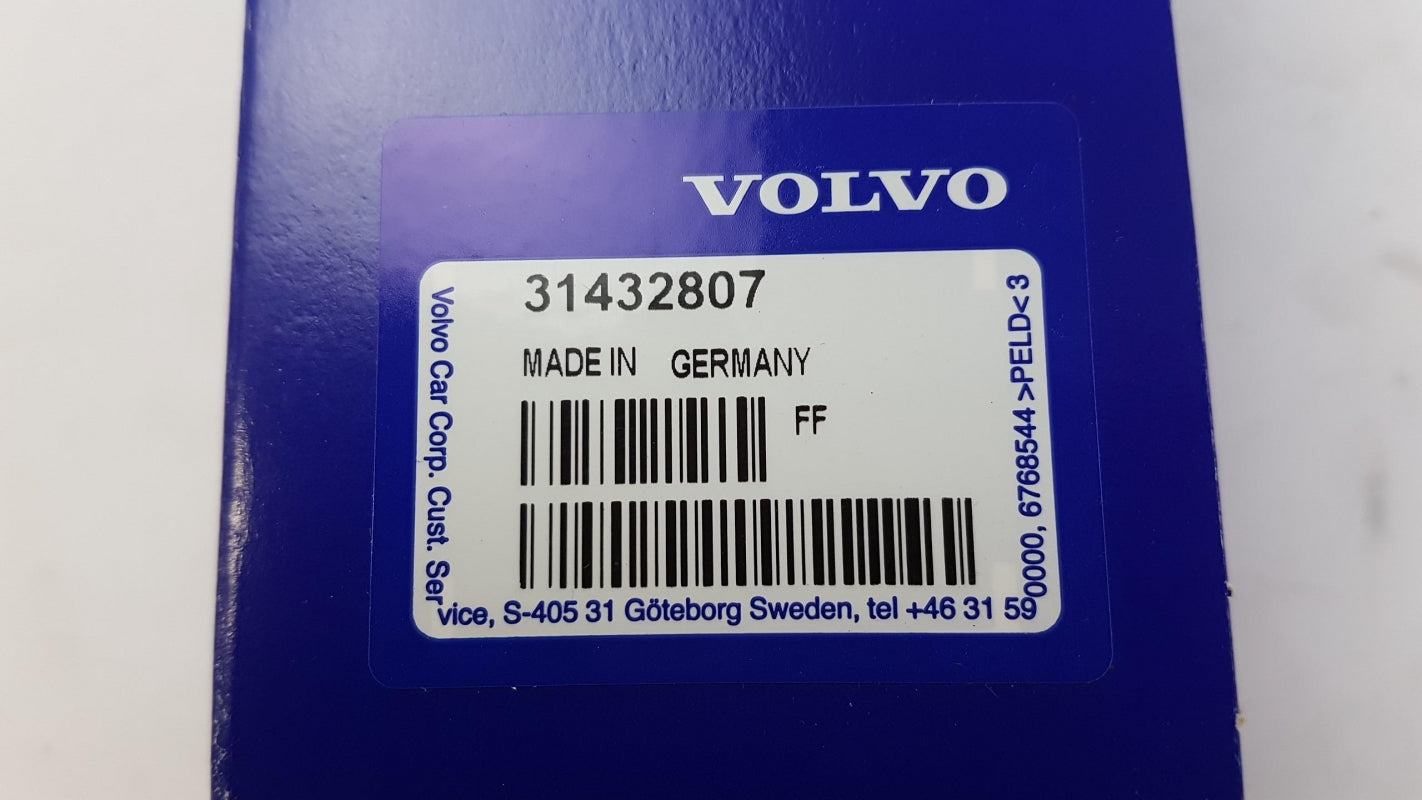 VOLVO
31432807
MADE IN GERMANY
FF
Volvo Car Corp. Cust. Service, S-405 31 Göteborg Sweden, tel +46 31 590000, 6768544 >PELD< 3